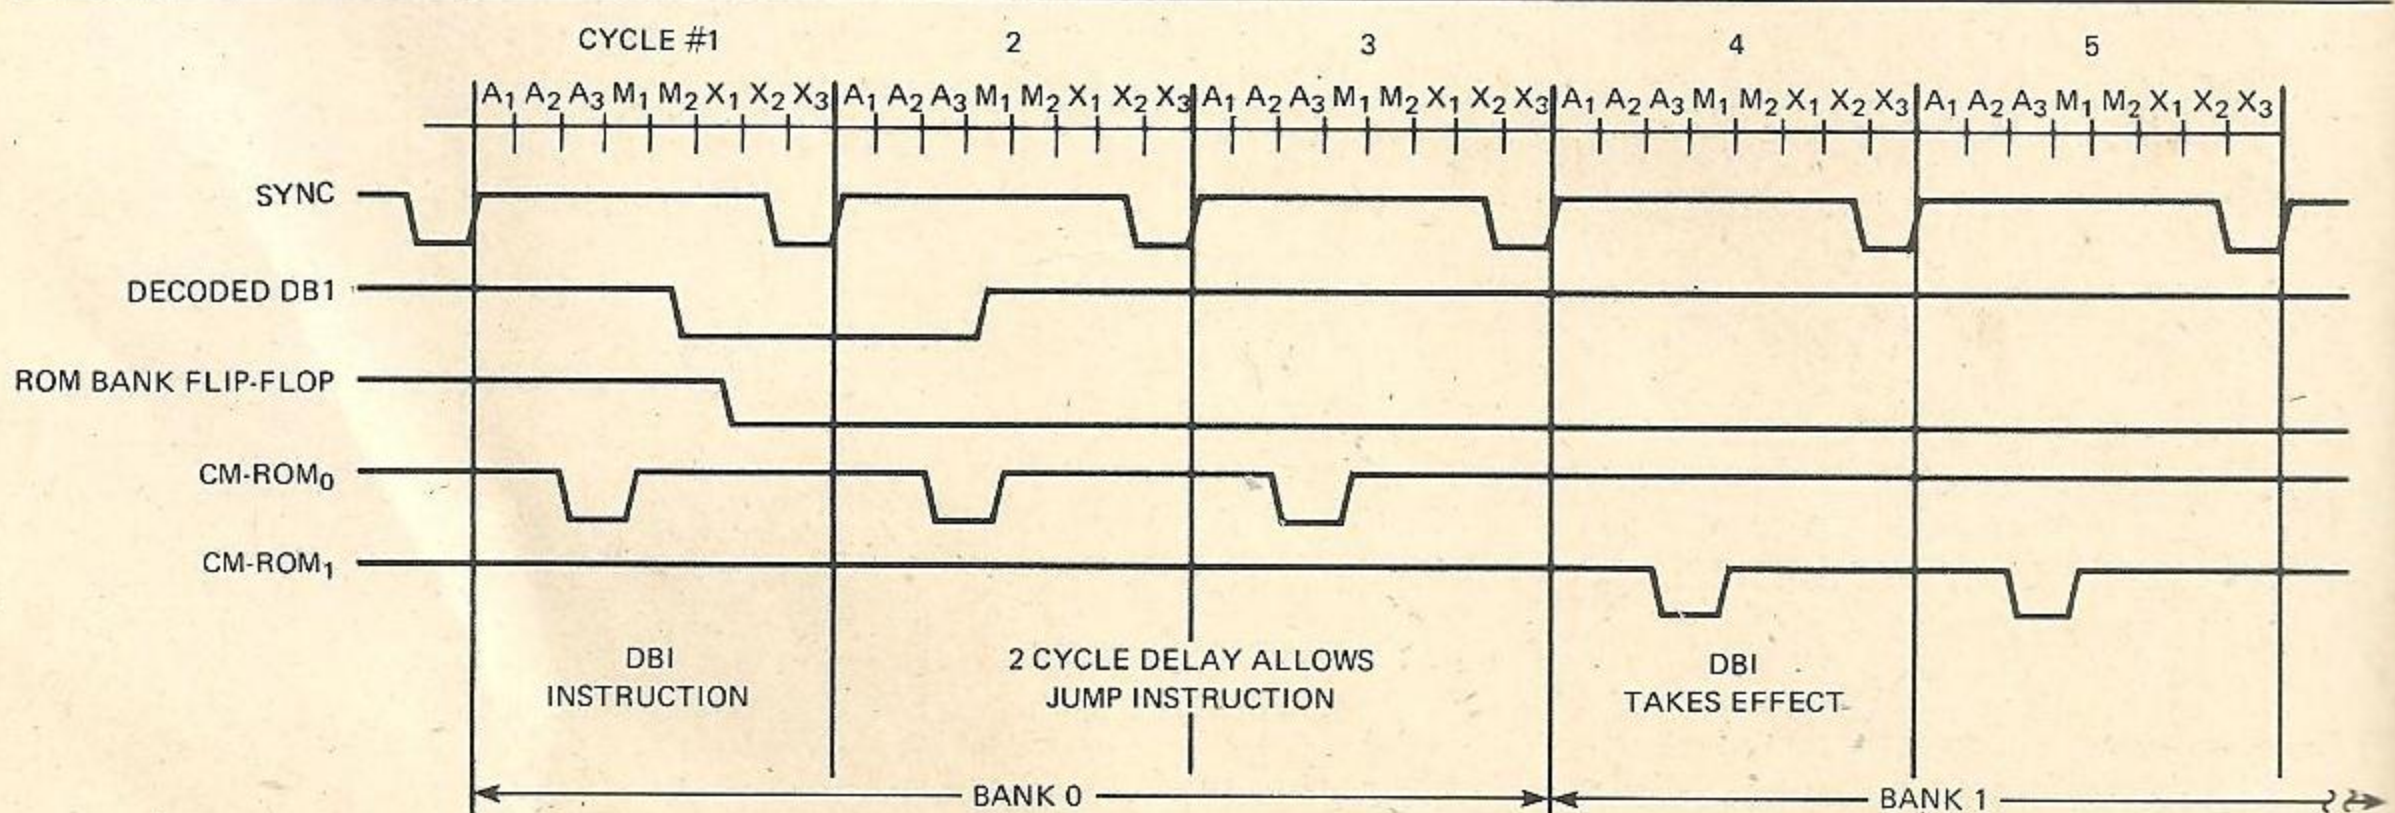 CYCLE #1 2 3 4 5
A1 A2 A3 M1 M2 X1 X2 X3 A1 A2 A3 M1 M2 X1 X2 X3 A1 A2 A3 M1 M2 X1 X2 X3 A1 A2 A3 M1 M2 X1 X2 X3 A1 A2 A3 M1 M2 X1 X2 X3
SYNC
DECODED DB1
ROM BANK FLIP-FLOP
CM-ROM0
CM-ROM1
DBI
INSTRUCTION
2 CYCLE DELAY ALLOWS
JUMP INSTRUCTION
DBI
TAKES EFFECT
BANK 0
BANK 1